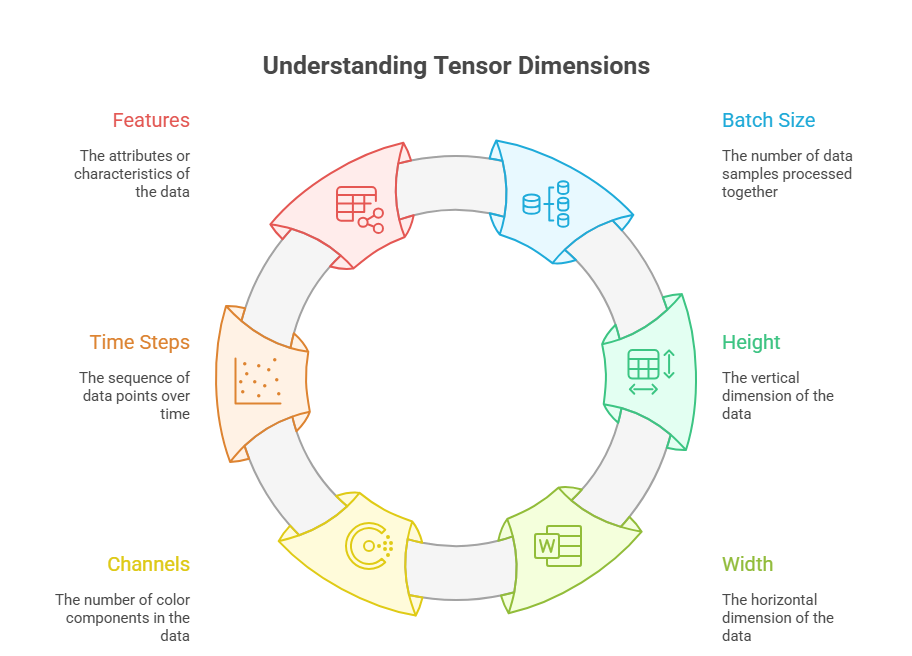 Understanding Tensor Dimensions
Features
The attributes or
characteristics of
the data
Batch Size
The number of data
samples processed
together
Time Steps
The sequence of
data points over
time
Height
The vertical
dimension of the
data
Channels
The number of color
components in the
data
W
Width
The horizontal
dimension of the
data